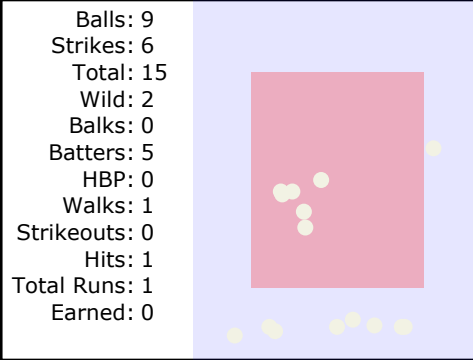 Balls: 9
Strikes: 6
Total: 15
Wild: 2
Balks: 0
Batters: 5
HBP: 0
Walks: 1
Strikeouts: 0
Hits: 1
Total Runs: 1
Earned: 0